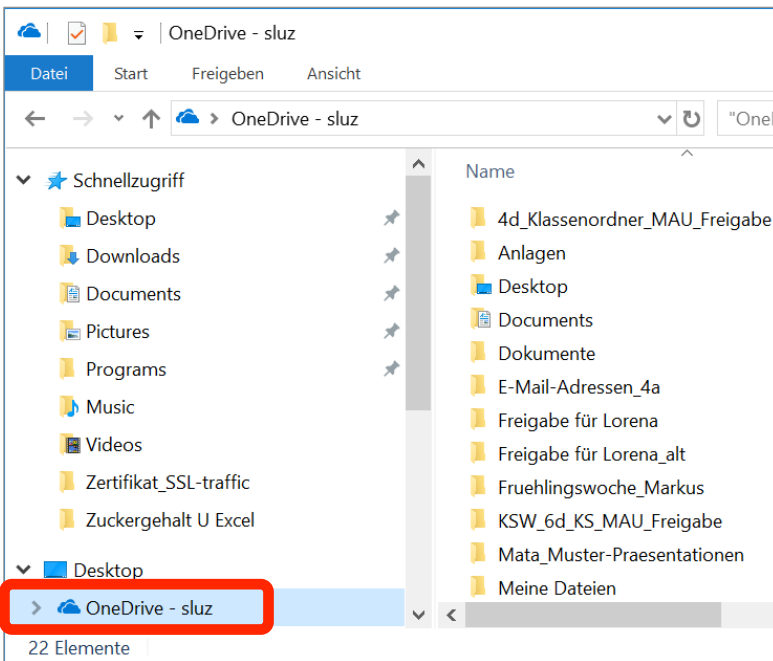 OneDrive - sluz
Datei Start Freigeben Ansicht
OneDrive - sluz
"Onel
Schnellzugriff
Desktop
Downloads
Documents
Pictures
Programs
Music
Videos
Zertifikat_SSL-traffic
Zuckergehalt U Excel
Desktop
OneDrive - sluz
Name
4d_Klassenordner_MAU_Freigabe
Anlagen
Desktop
Documents
Dokumente
E-Mail-Adressen_4a
Freigabe für Lorena
Freigabe für Lorena_alt
Fruehlingswoche_Markus
KSW_6d_KS_MAU_Freigabe
Mata_Muster-Praesentationen
Meine Dateien
22 Elemente